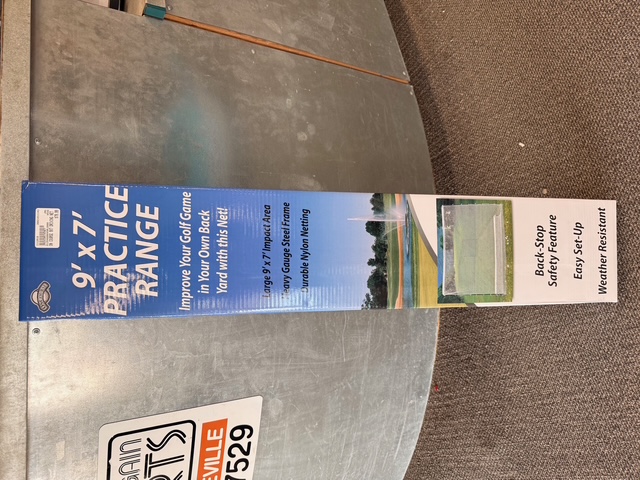 9' x 7'
PRACTICE
RANGE
Improve Your Golf Game
in Your Own Back
Yard with this Net!
Large 9' x 7' Impact Area
Heavy Gauge Steel Frame
Durable Nylon Netting
Back-Stop
Safety Feature
Easy Set-Up
Weather Resistant
GAIN
RTS
EVILLE
7529